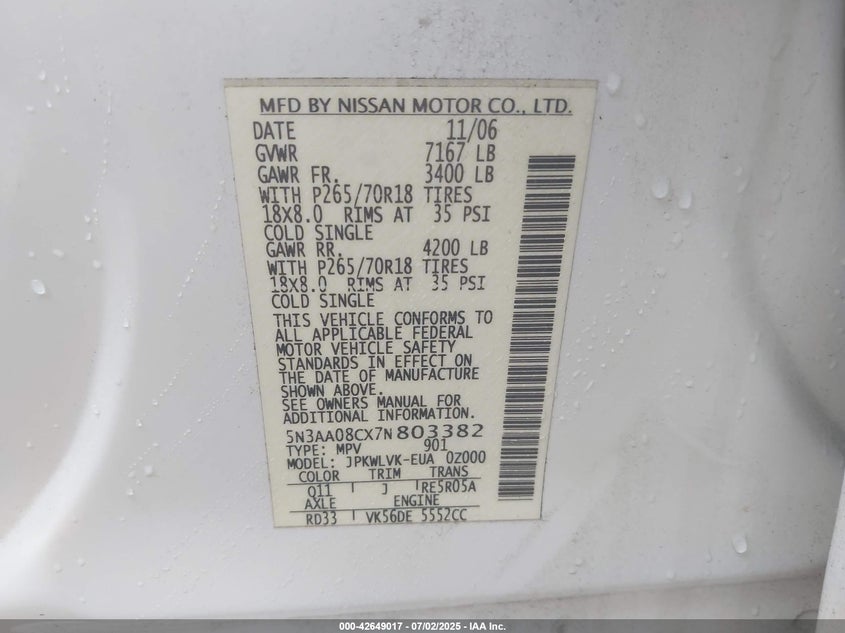 MFD BY NISSAN MOTOR CO., LTD.
DATE 11/06
GVWR 7167 LB
GAWR FR. 3400 LB
WITH P265/70R18 TIRES
18X8.0 RIMS AT 35 PSI
COLD SINGLE
GAWR RR. 4200 LB
WITH P265/70R18 TIRES
18X8.0 RIMS AT 35 PSI
COLD SINGLE
THIS VEHICLE CONFORMS TO
ALL APPLICABLE FEDERAL
MOTOR VEHICLE SAFETY
STANDARDS IN EFFECT ON
THE DATE OF MANUFACTURE
SHOWN ABOVE.
SEE OWNERS MANUAL FOR
ADDITIONAL INFORMATION.
5N3AA08CX7N803382
TYPE: MPV 901
MODEL: JPKWLVK-EUA 0Z000
COLOR TRIM TRANS
Q11 J RE5R05A
AXLE ENGINE
RD33 VK56DE 5552CC
000-42649017 - 07/02/2025 - IAA Inc.